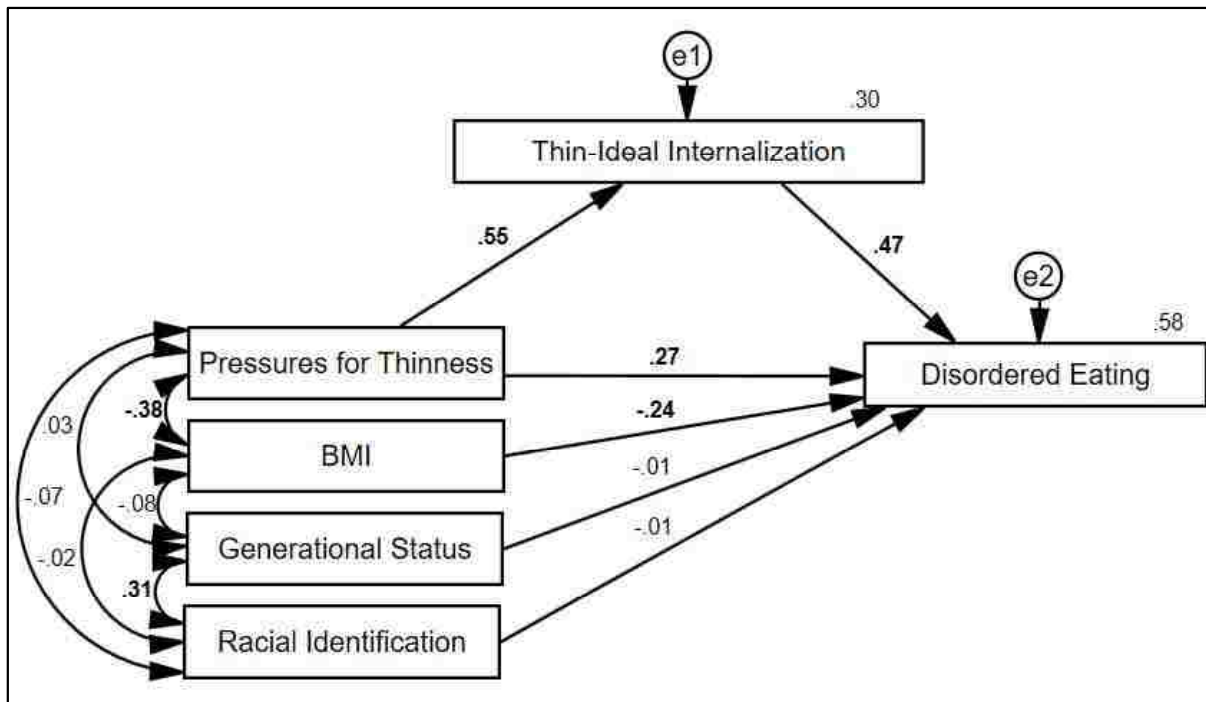 e1
.30
Thin-Ideal Internalization
.55
.47
e2
.58
Pressures for Thinness
.27
Disordered Eating
-.38
.03
-.24
BMI
-.01
-.07
-.08
-.01
-.02
Generational Status
.31
Racial Identification